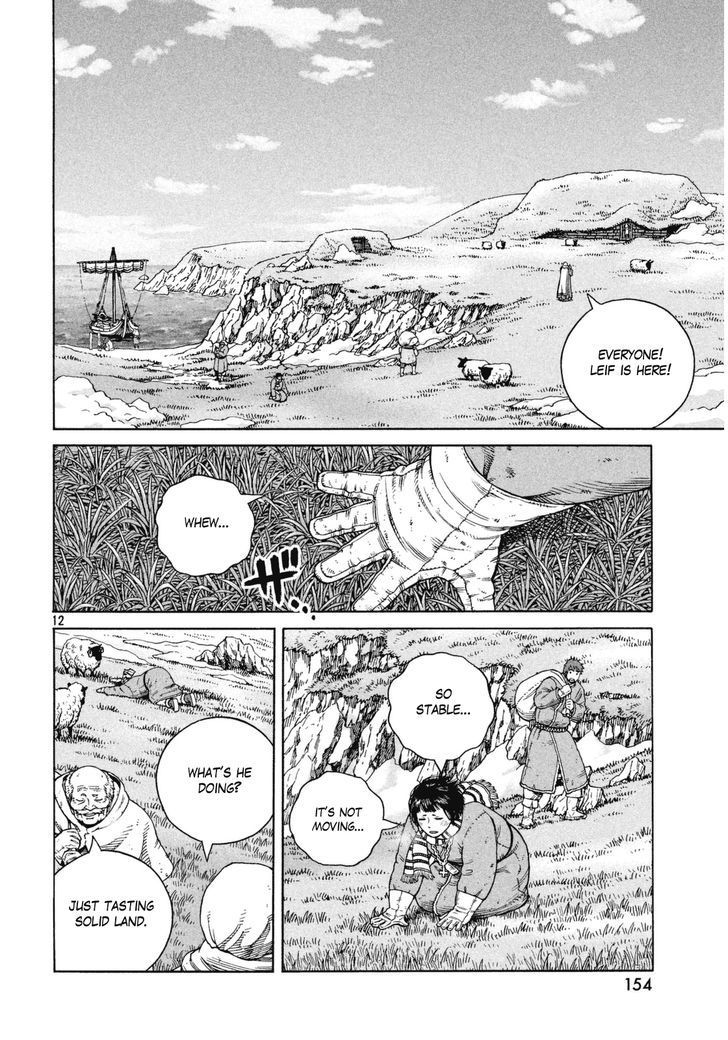 EVERYONE!
LEIF IS HERE!
WHEW...
ザ...
12
SO
STABLE...
IT'S NOT
MOVING...
WHAT'S HE
DOING?
JUST TASTING
SOLID LAND.
154